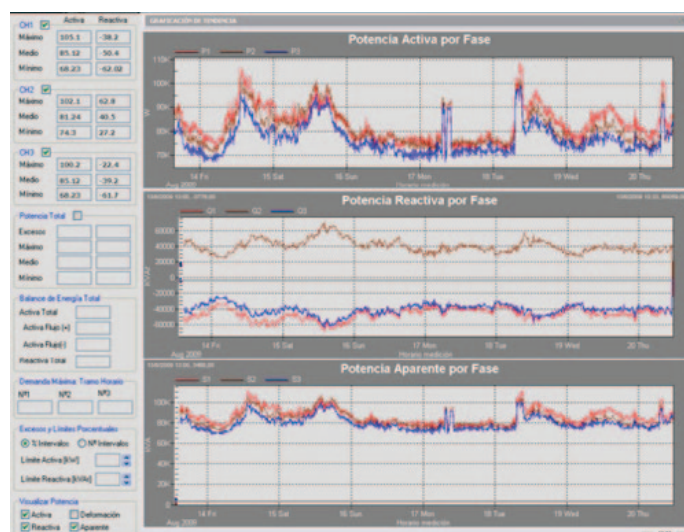 Activa Reactiva
CH1
Máximo 105.1 -38.2
Medio 85.12 -50.4
Mínimo 68.23 -62.02
CH2
Máximo 102.1 62.8
Medio 81.24 40.5
Mínimo 74.3 27.2
CH3
Máximo 100.2 -22.4
Medio 85.12 -39.2
Mínimo 68.23 -61.7
Potencia Total
Excesos
Máximo
Medio
Mínimo
Balance de Energía Total
Activa Total
Activa Flujo (+)
Activa Flujo(-)
Reactiva Total
Demanda Máxima Tramo Horario
Nº1 Nº2 Nº3
Excesos y Límites Porcentuales
% Intervalos Nº Intervalos
Límite Activa [kW]
Límite Reactiva [kVAr]
Visualizar Potencia
Activa Deformación
Reactiva Aparente
GRAFICACIÓN DE TENDENCIA
Potencia Activa por Fase
P1 P2 P3
110k
100k
90k
80k
70k
W
14 Fri 15 Sat 16 Sun 17 Mon 18 Tue 19 Wed 20 Thu
Aug 2009 Horario medición
Potencia Reactiva por Fase
Q1 Q2 Q3
60000
40000
20000
0
-20000
-40000
-60000
14 Fri 15 Sat 16 Sun 17 Mon 18 Tue 19 Wed 20 Thu
Aug 2009 Horario medición
Potencia Aparente por Fase
S1 S2 S3
100k
80k
60k
40k
20k
0
kVA
14 Fri 15 Sat 16 Sun 17 Mon 18 Tue 19 Wed 20 Thu
Aug 2009 Horario medición